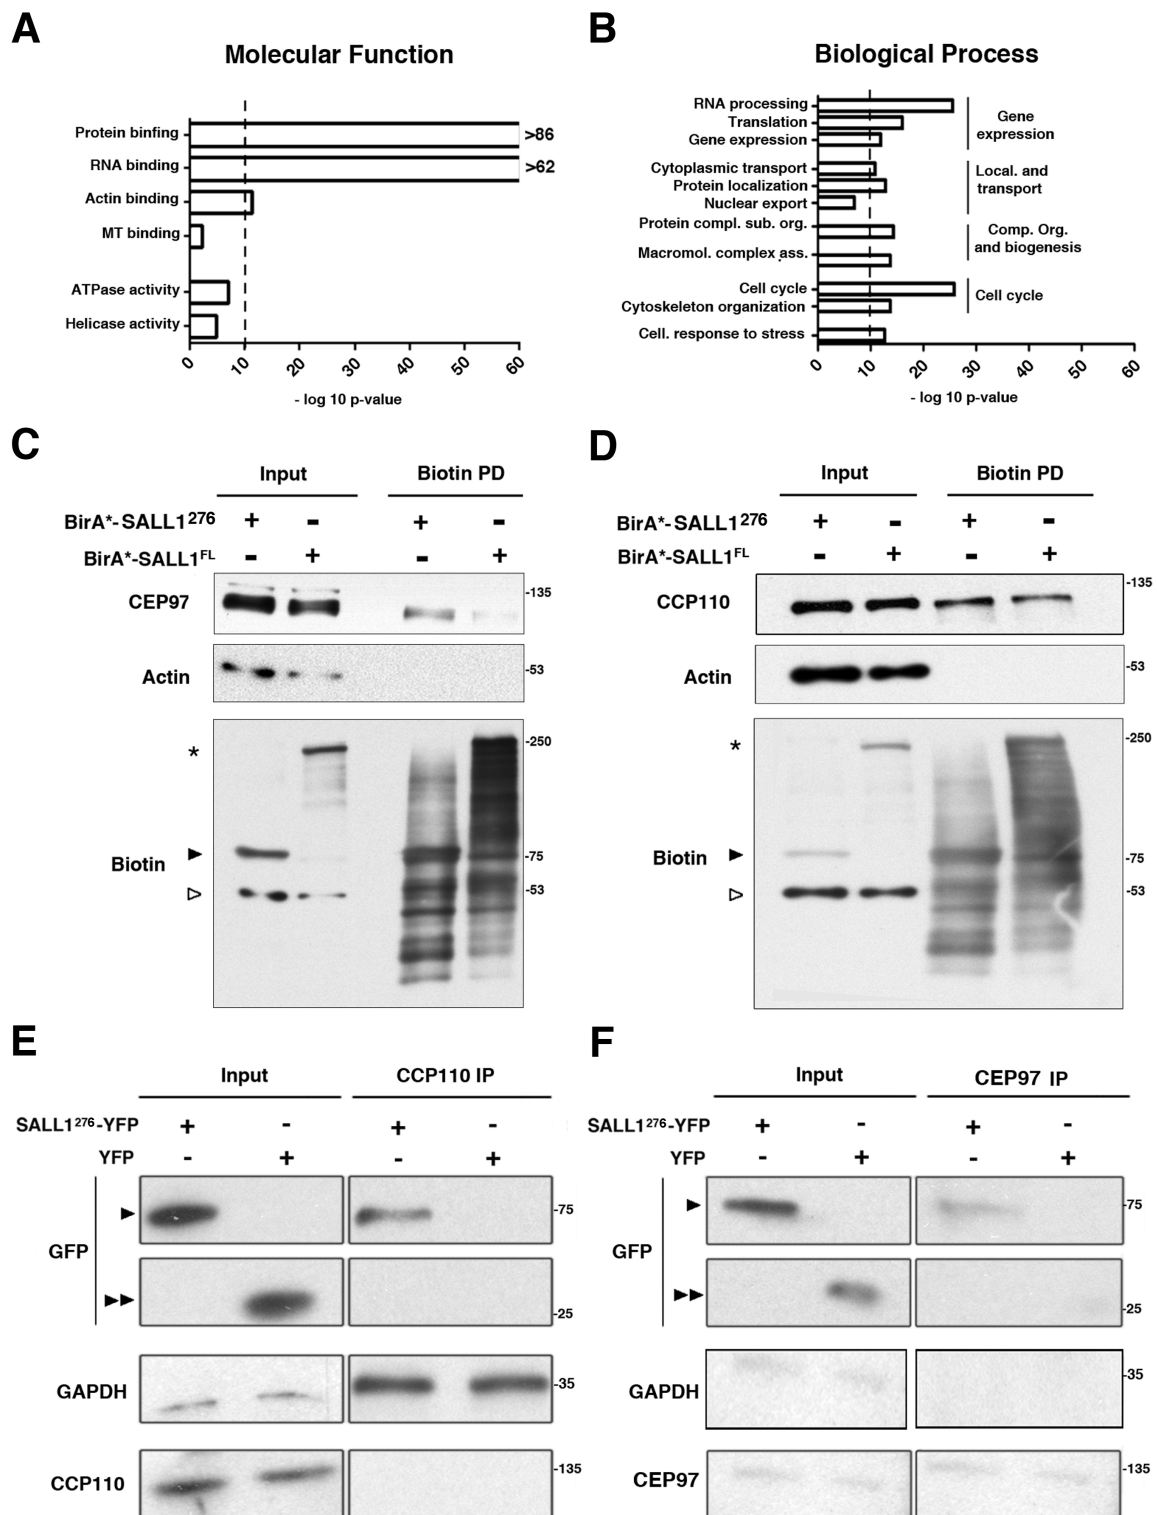 A
Molecular Function
Protein binfing
>86
RNA binding
>62
Actin binding
MT binding
ATPase activity
Helicase activity
0 10 20 30 40 50 60
- log 10 p-value
B
Biological Process
RNA processing
Translation
Gene expression
Gene
expression
Cytoplasmic transport
Protein localization
Nuclear export
Local. and
transport
Protein compl. sub. org.
Macromol. complex ass.
Comp. Org.
and biogenesis
Cell cycle
Cytoskeleton organization
Cell cycle
Cell. response to stress
0 10 20 30 40 50 60
- log 10 p-value
C
Input Biotin PD
BirA*-SALL1276 + - + -
BirA*-SALL1FL - + - +
CEP97 -135
Actin -53
* -250
Biotin -75
-53
D
Input Biotin PD
BirA*-SALL1276 + - + -
BirA*-SALL1FL - + - +
CCP110 -135
Actin -53
* -250
Biotin -75
-53
E
Input CCP110 IP
SALL1276-YFP + - + -
YFP - + - +
GFP
-75
-25
GAPDH -35
CCP110 -135
F
Input CEP97 IP
SALL1276-YFP + - + -
YFP - + - +
GFP
-75
-25
GAPDH -35
CEP97 -135